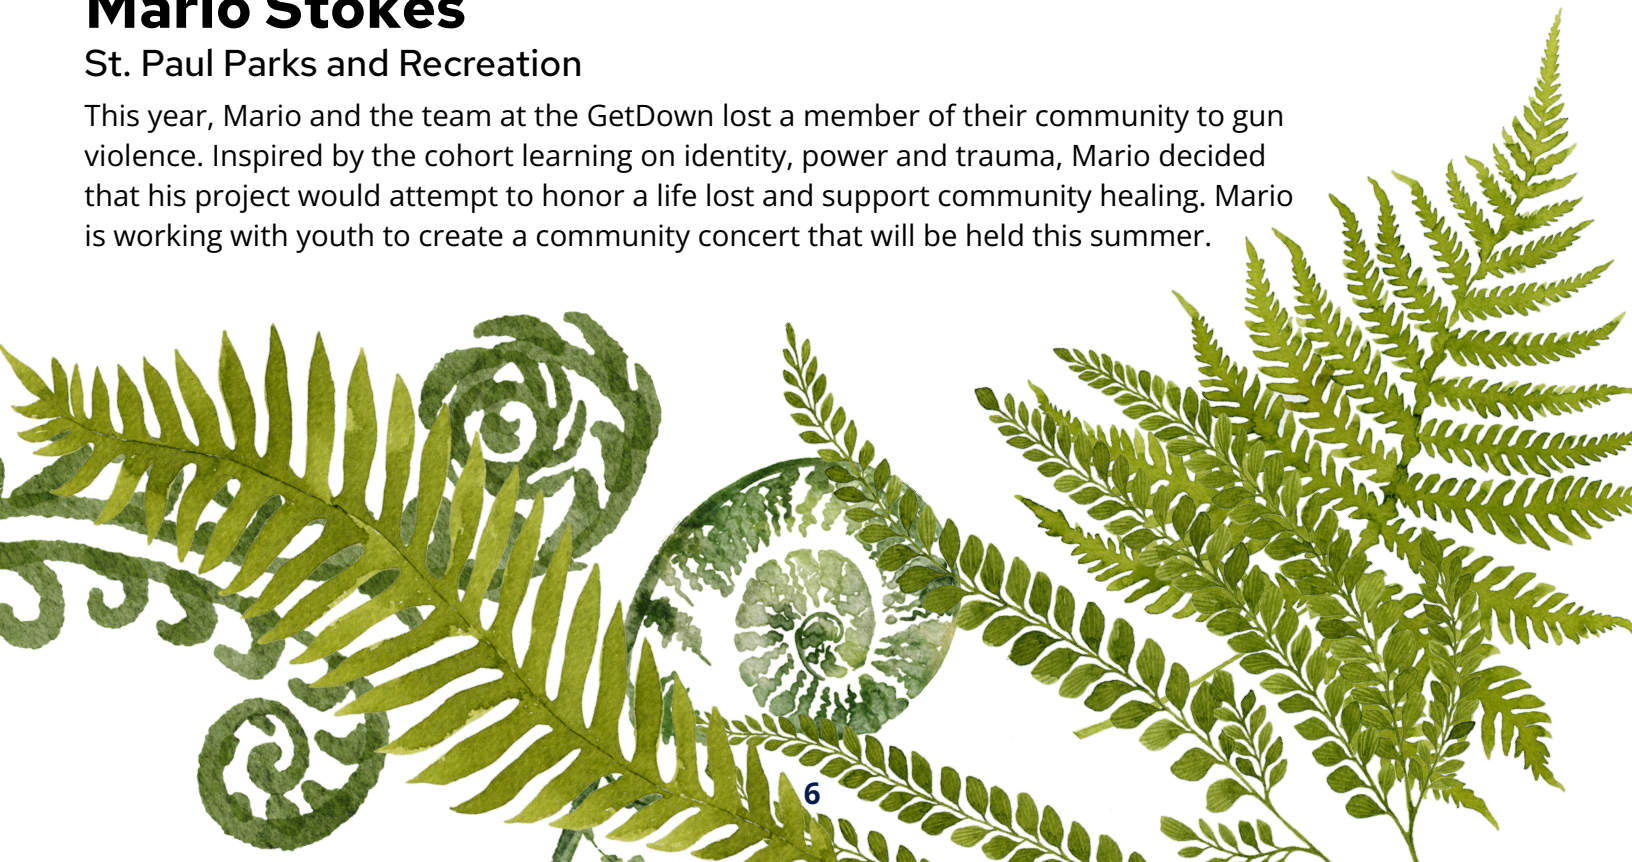 Mario Stokes
St. Paul Parks and Recreation
This year, Mario and the team at the GetDown lost a member of their community to gun
violence. Inspired by the cohort learning on identity, power and trauma, Mario decided
that his project would attempt to honor a life lost and support community healing. Mario
is working with youth to create a community concert that will be held this summer.
6